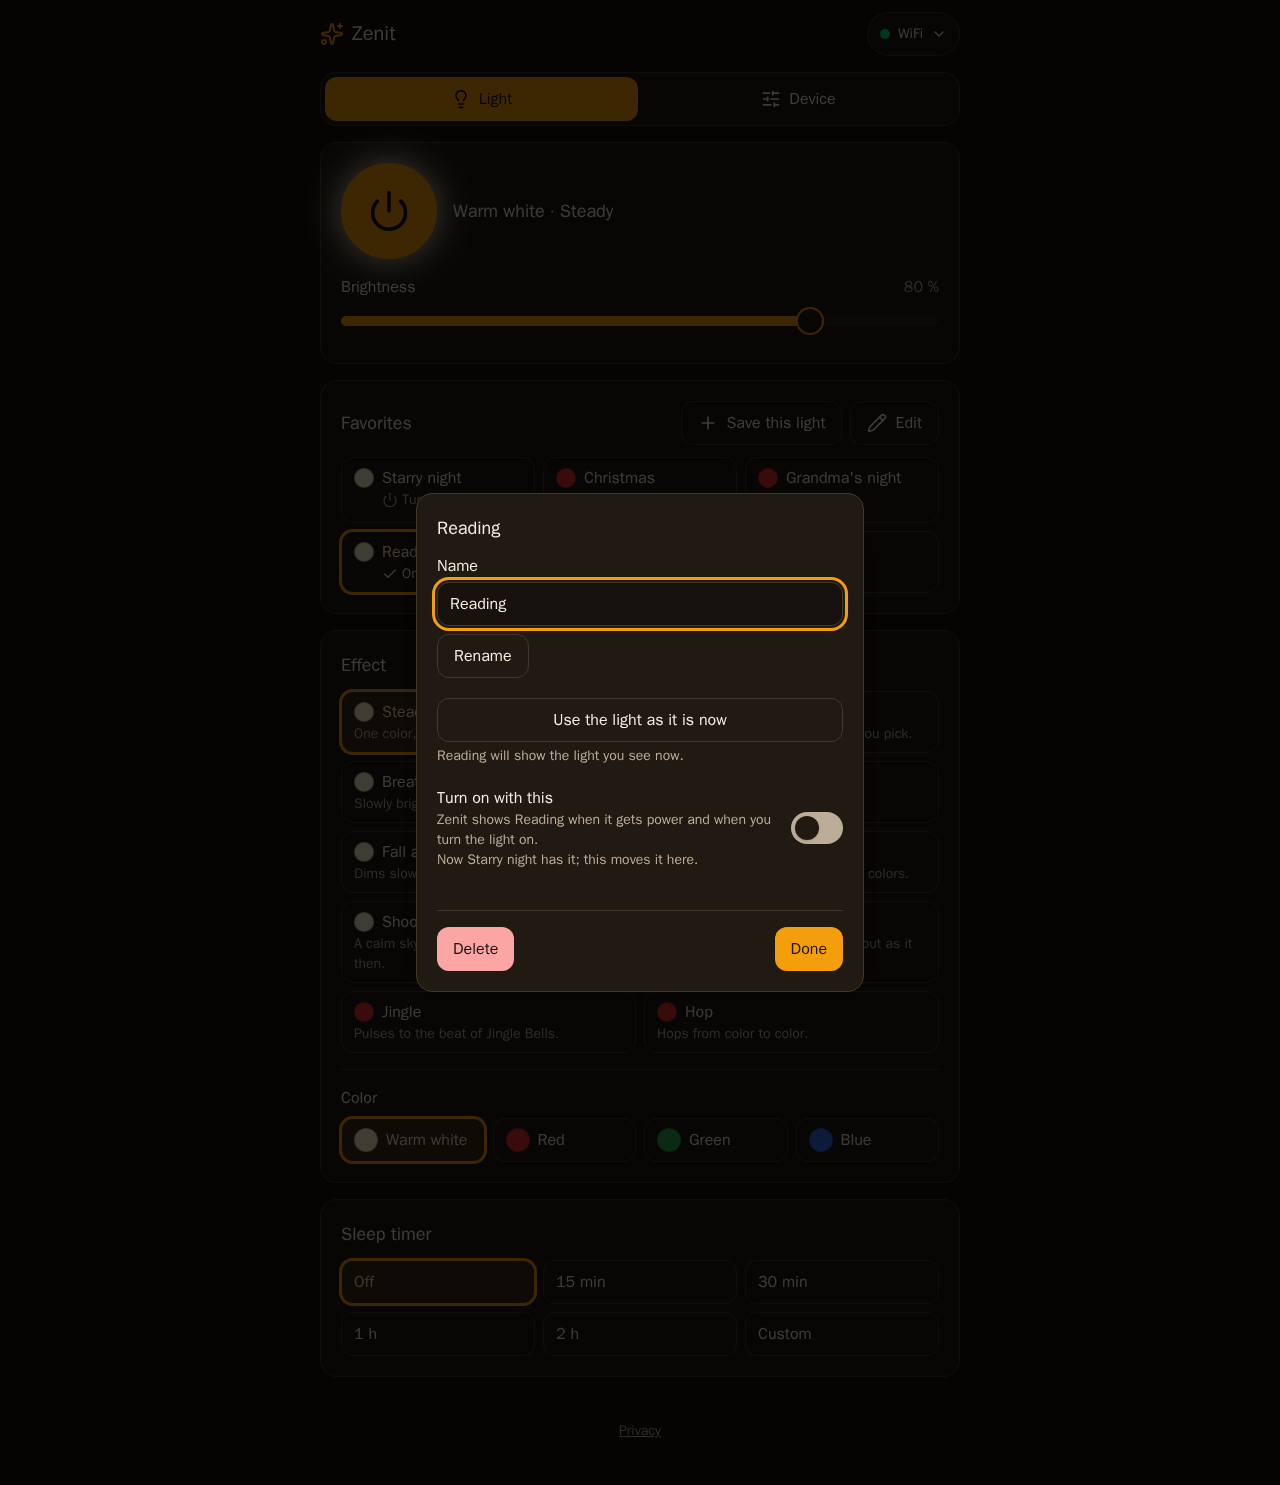 Zenit
WiFi
Light
Device
Warm white · Steady
Brightness
80 %
Favorites
Save this light
Edit
Starry night
Christmas
Grandma's night
Reading
Name
Reading
Rename
Use the light as it is now
Reading will show the light you see now.
Turn on with this
Zenit shows Reading when it gets power and when you
turn the light on.
Now Starry night has it; this moves it here.
Delete
Done
Effect
One color,
ou pick.
Slowly
Dims slow
colors.
A calm
out as it
then.
Jingle
Pulses to the beat of Jingle Bells.
Hop
Hops from color to color.
Color
Warm white
Red
Green
Blue
Sleep timer
Off
15 min
30 min
1 h
2 h
Custom
Privacy